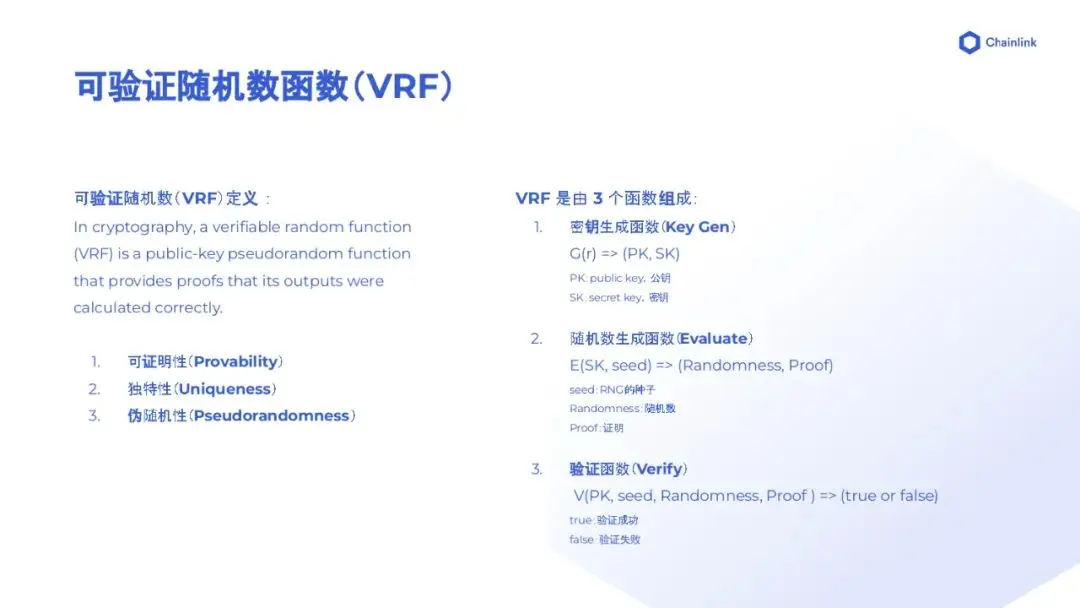 Chainlink
可验证随机数函数(VRF)
可验证随机数(VRF)定义 :
In cryptography, a verifiable random function
(VRF) is a public-key pseudorandom function
that provides proofs that its outputs were
calculated correctly.
1. 可证明性(Provability)
2. 独特性(Uniqueness)
3. 伪随机性(Pseudorandomness)
VRF 是由 3 个函数组成:
1. 密钥生成函数(Key Gen)
G(r) => (PK, SK)
PK: public key, 公钥
SK: secret key, 密钥
2. 随机数生成函数(Evaluate)
E(SK, seed) => (Randomness, Proof)
seed: RNG的种子
Randomness: 随机数
Proof: 证明
3. 验证函数(Verify)
V(PK, seed, Randomness, Proof ) => (true or false)
true: 验证成功
false: 验证失败